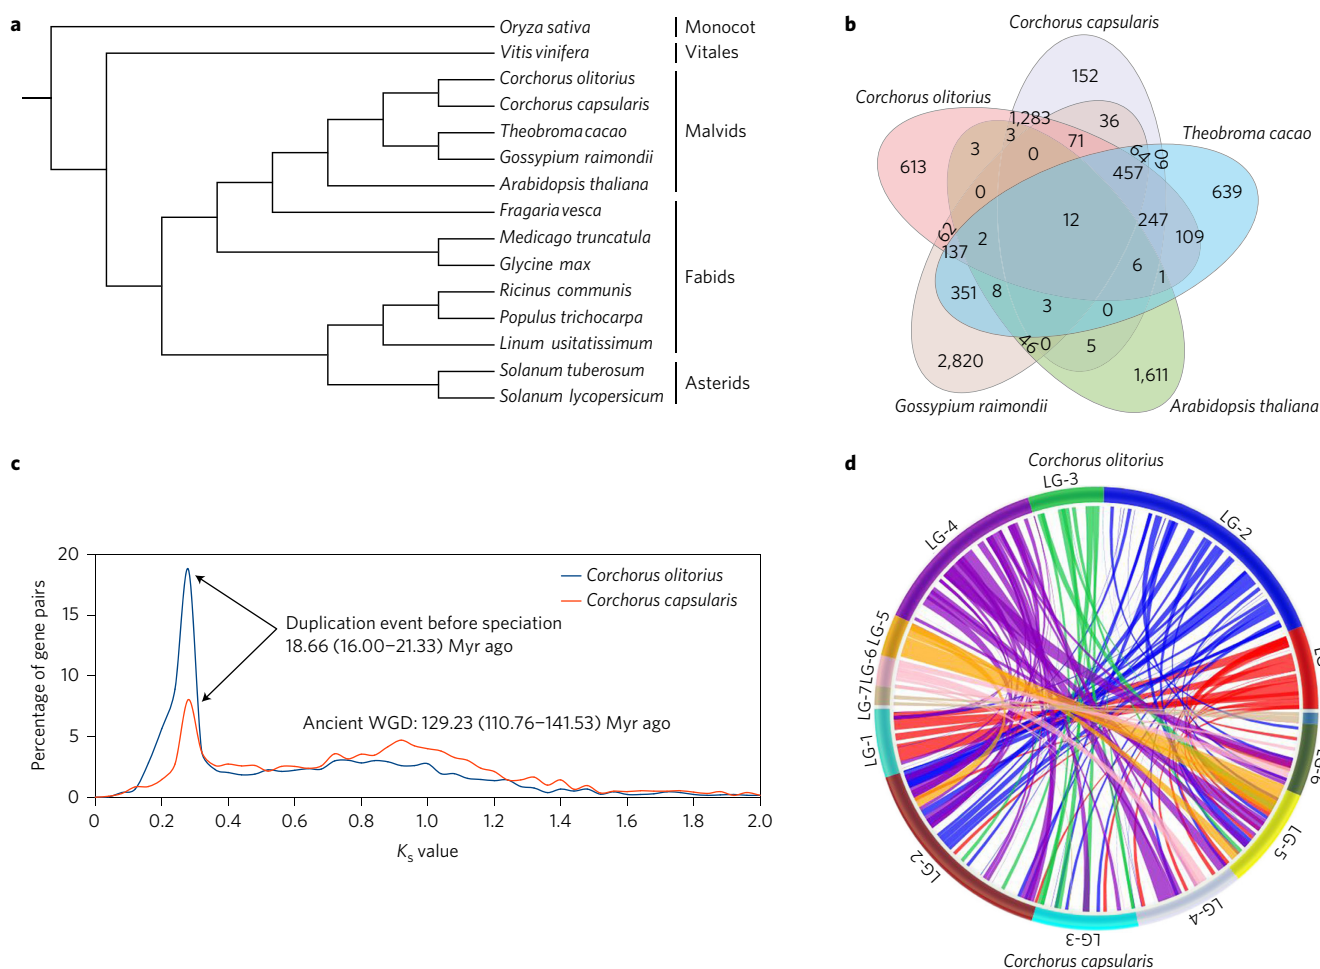 a
Oryza sativa
Monocot
Vitis vinifera
Vitales
Corchorus olitorius
Corchorus capsularis
Theobroma cacao
Malvids
Gossypium raimondii
Arabidopsis thaliana
Fragaria vesca
Medicago truncatula
Glycine max
Fabids
Ricinus communis
Populus trichocarpa
Linum usitatissimum
Solanum tuberosum
Asterids
Solanum lycopersicum
b
Corchorus capsularis
Corchorus olitorius
Theobroma cacao
Gossypium raimondii
Arabidopsis thaliana
152
1,283
36
3
71
3
0
64
60
613
457
639
0
12
247
62
2
109
137
6
1
351
8
3
0
46
0
5
2,820
1,611
c
20
15
10
5
0
Percentage of gene pairs
Corchorus olitorius
Corchorus capsularis
Duplication event before speciation
18.66 (16.00–21.33) Myr ago
Ancient WGD: 129.23 (110.76–141.53) Myr ago
0 0.2 0.4 0.6 0.8 1.0 1.2 1.4 1.6 1.8 2.0
Ks value
d
Corchorus olitorius
LG-3
LG-2
LG-4
LG-5
LG-6
LG-7
LG-1
LG-2
LG-3
LG-4
LG-5
LG-6
Corchorus capsularis